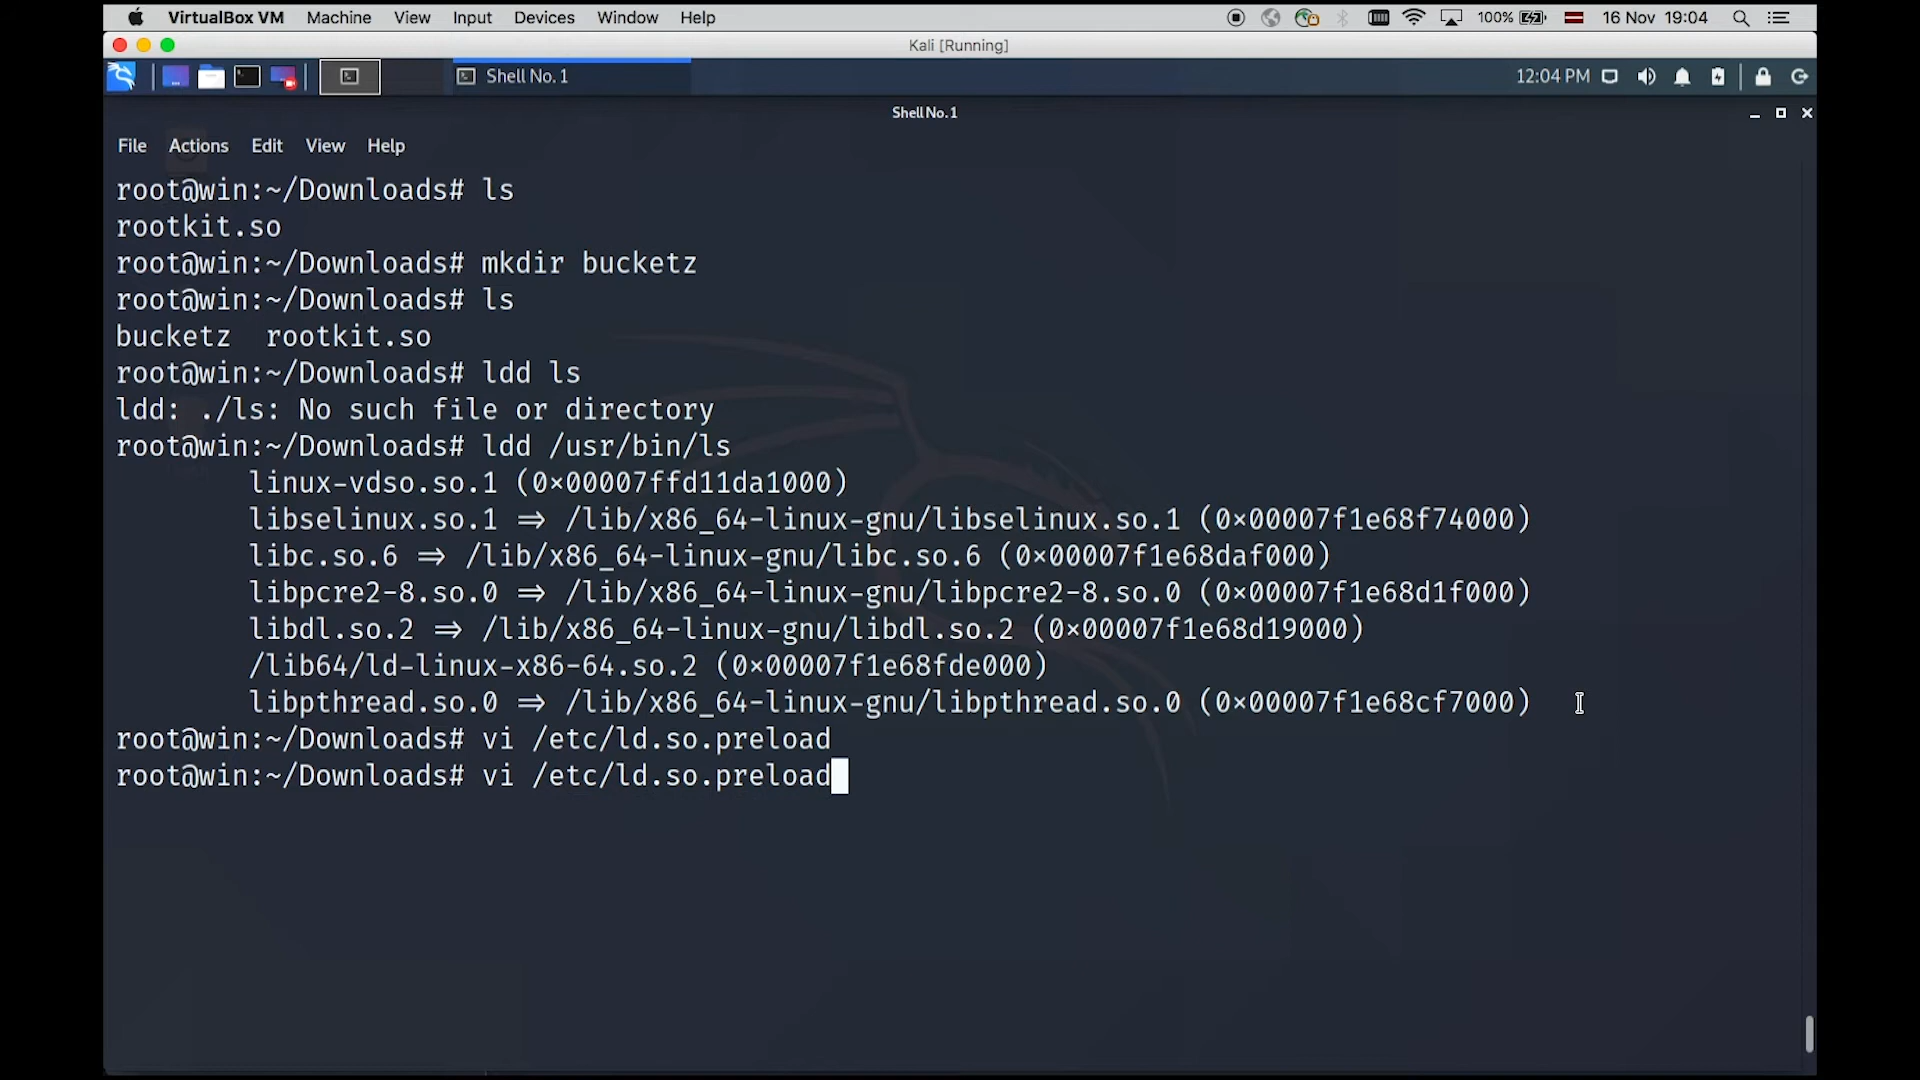 VirtualBox VM Machine View Input Devices Window Help 100% 16 Nov 19:04
Kali [Running]
Shell No. 1 12:04 PM
Shell No. 1
File Actions Edit View Help
root@win:~/Downloads# ls
rootkit.so
root@win:~/Downloads# mkdir bucketz
root@win:~/Downloads# ls
bucketz  rootkit.so
root@win:~/Downloads# ldd ls
ldd: ./ls: No such file or directory
root@win:~/Downloads# ldd /usr/bin/ls
linux-vdso.so.1 (0x00007ffd11da1000)
libselinux.so.1 => /lib/x86_64-linux-gnu/libselinux.so.1 (0x00007f1e68f74000)
libc.so.6 => /lib/x86_64-linux-gnu/libc.so.6 (0x00007f1e68daf000)
libpcre2-8.so.0 => /lib/x86_64-linux-gnu/libpcre2-8.so.0 (0x00007f1e68d1f000)
libdl.so.2 => /lib/x86_64-linux-gnu/libdl.so.2 (0x00007f1e68d19000)
/lib64/ld-linux-x86-64.so.2 (0x00007f1e68fde000)
libpthread.so.0 => /lib/x86_64-linux-gnu/libpthread.so.0 (0x00007f1e68cf7000)
root@win:~/Downloads# vi /etc/ld.so.preload
root@win:~/Downloads# vi /etc/ld.so.preload